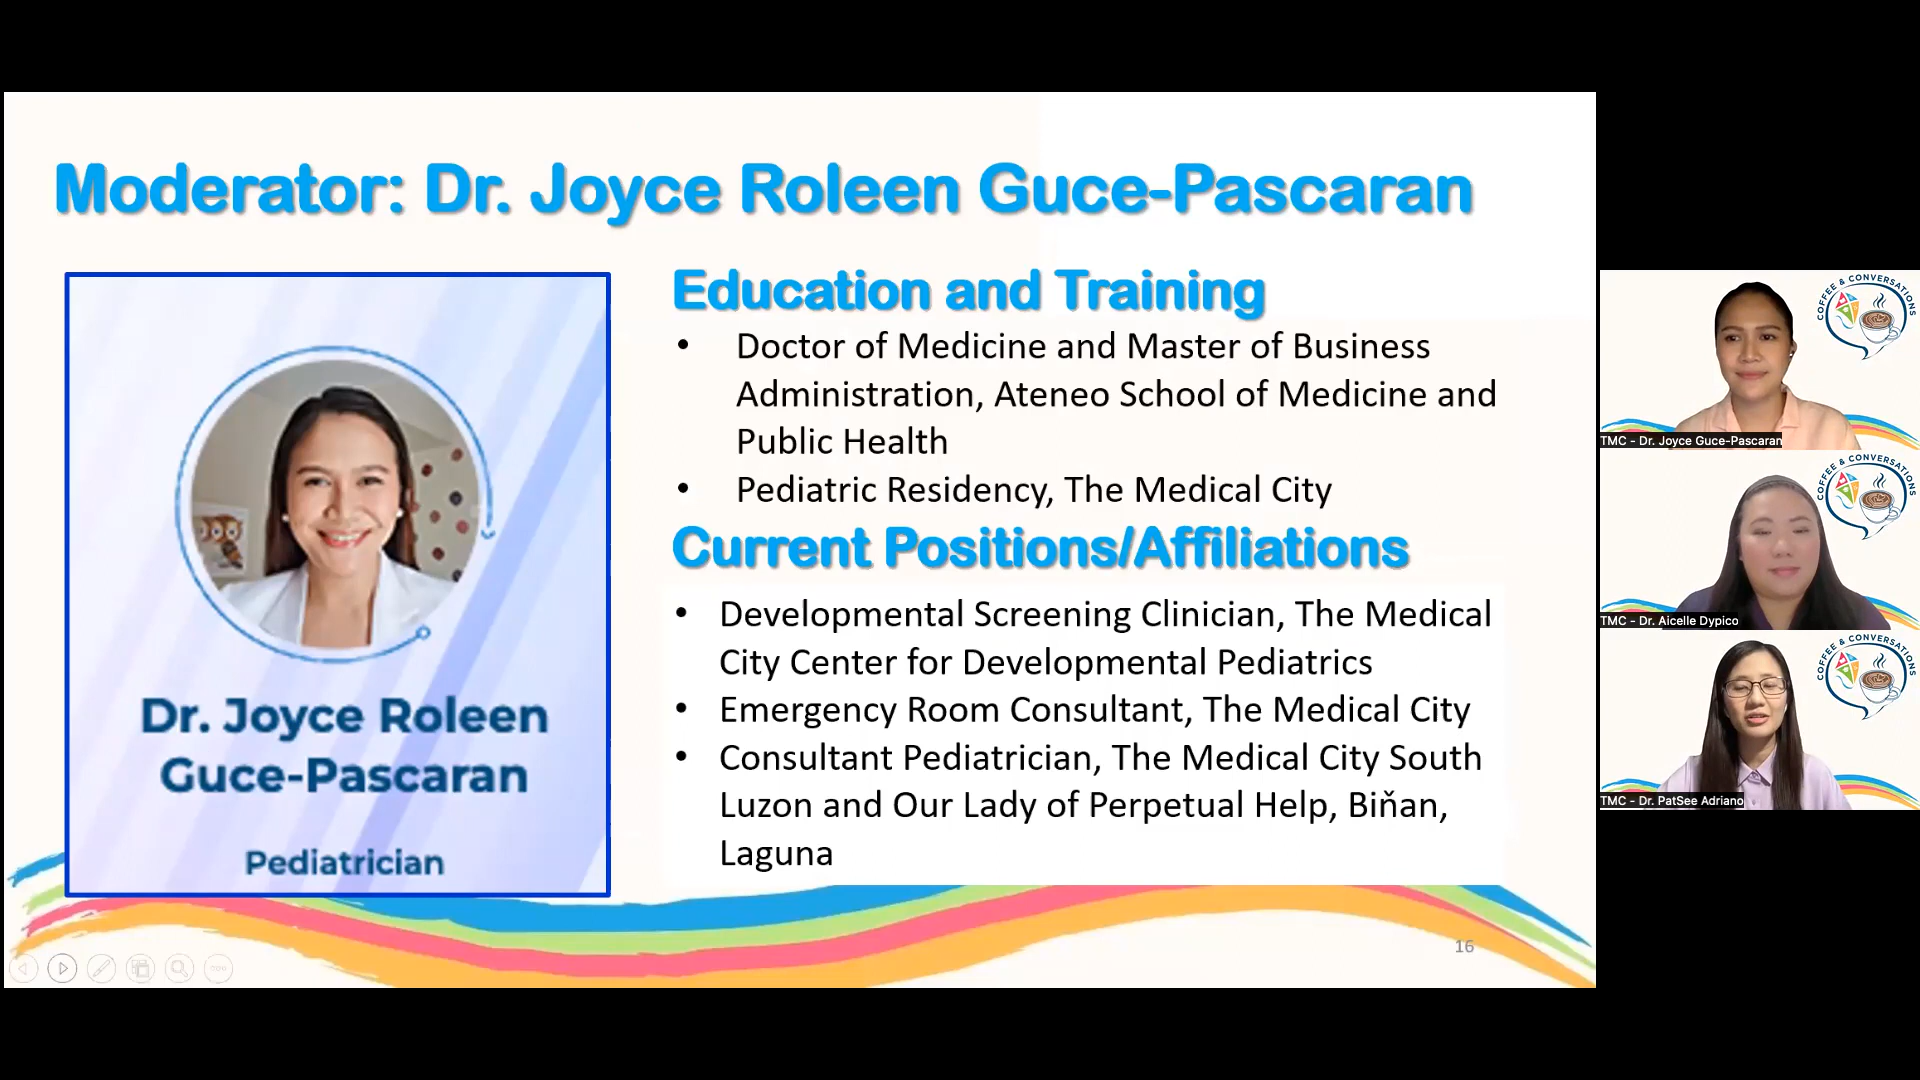 Moderator: Dr. Joyce Roleen Guce-Pascaran
Dr. Joyce Roleen
Guce-Pascaran
Pediatrician
Education and Training
• Doctor of Medicine and Master of Business
Administration, Ateneo School of Medicine and
Public Health
• Pediatric Residency, The Medical City
Current Positions/Affiliations
• Developmental Screening Clinician, The Medical
City Center for Developmental Pediatrics
• Emergency Room Consultant, The Medical City
• Consultant Pediatrician, The Medical City South
Luzon and Our Lady of Perpetual Help, Biňan,
Laguna
16
COFFEE & CONVERSATIONS
TMC - Dr. Joyce Guce-Pascaran
COFFEE & CONVERSATIONS
TMC - Dr. Aicelle Dypico
COFFEE & CONVERSATIONS
TMC - Dr. PatSee Adriano